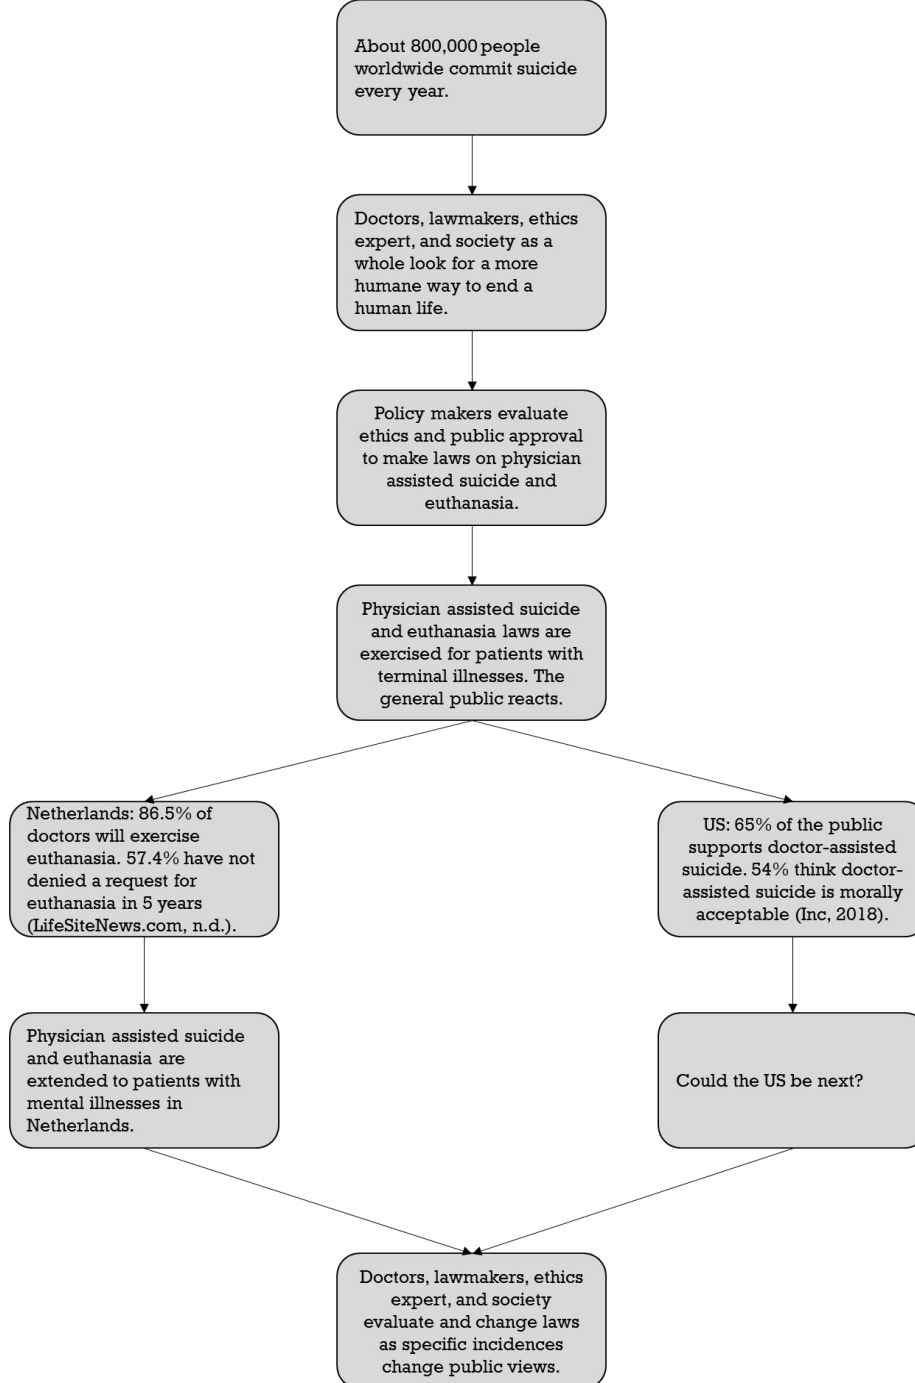 About 800,000 people
worldwide commit suicide
every year.
Doctors, lawmakers, ethics
expert, and society as a
whole look for a more
humane way to end a
human life.
Policy makers evaluate
ethics and public approval
to make laws on physician
assisted suicide and
euthanasia.
Physician assisted suicide
and euthanasia laws are
exercised for patients with
terminal illnesses. The
general public reacts.
Netherlands: 86.5% of
doctors will exercise
euthanasia. 57.4% have not
denied a request for
euthanasia in 5 years
(LifeSiteNews.com, n.d.).
US: 65% of the public
supports doctor-assisted
suicide. 54% think doctor-
assisted suicide is morally
acceptable (Inc, 2018).
Physician assisted suicide
and euthanasia are
extended to patients with
mental illnesses in
Netherlands.
Could the US be next?
Doctors, lawmakers, ethics
expert, and society
evaluate and change laws
as specific incidences
change public views.